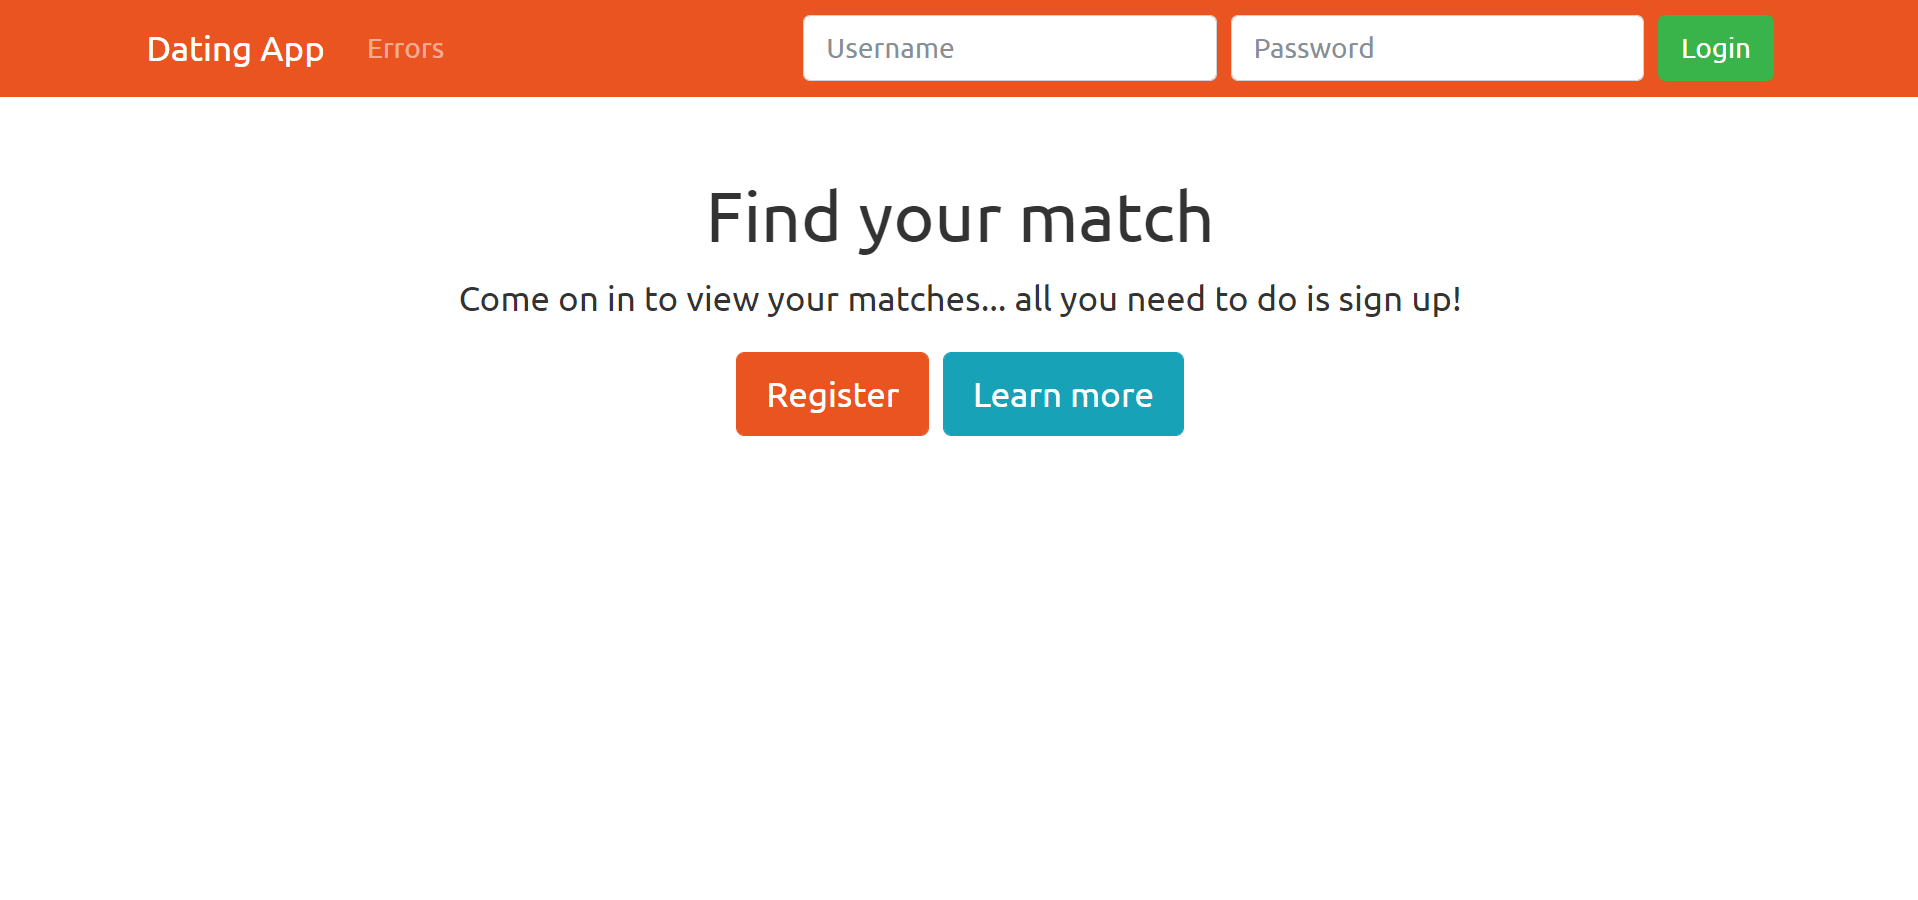 Dating App Errors Username Password Login
Find your match
Come on in to view your matches... all you need to do is sign up!
Register Learn more